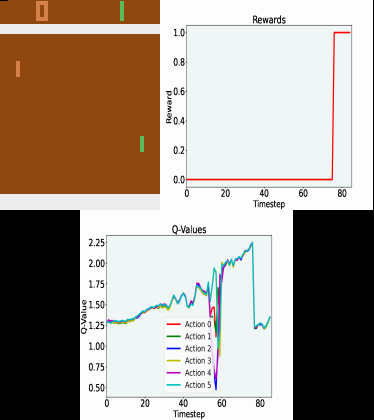 0
Rewards
1.0
0.8
0.6
0.4
0.2
0.0
Reward
0 20 40 60 80
Timestep
Q-Values
2.25
2.00
1.75
1.50
1.25
1.00
0.75
0.50
Q-Value
Action 0
Action 1
Action 2
Action 3
Action 4
Action 5
0 20 40 60 80
Timestep